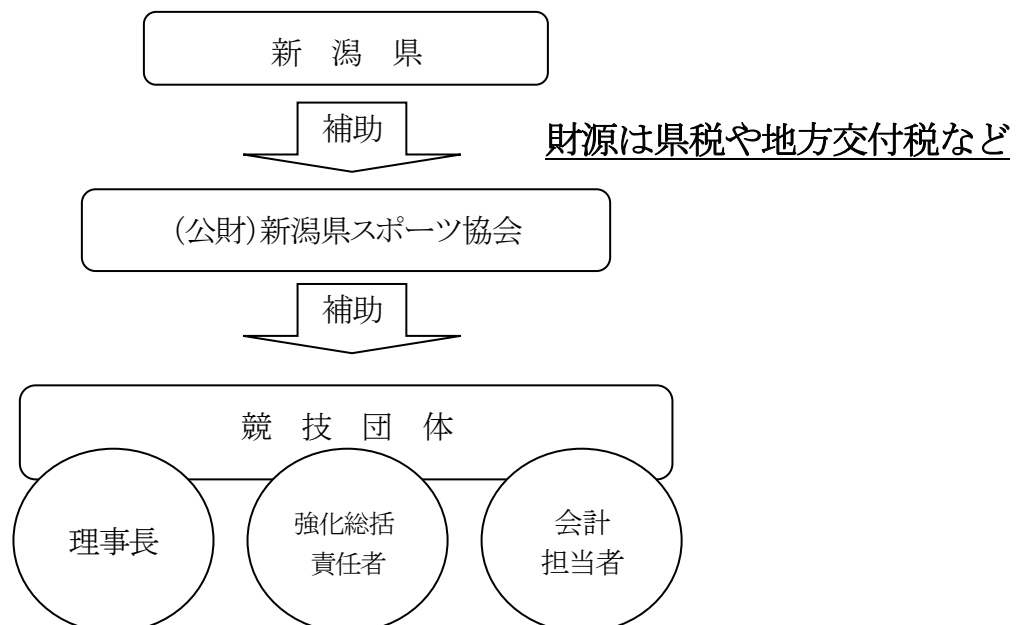 新　潟　県
補助
財源は県税や地方交付税など
（公財）新潟県スポーツ協会
補助
競　技　団　体
理事長
強化総括
責任者
会計
担当者